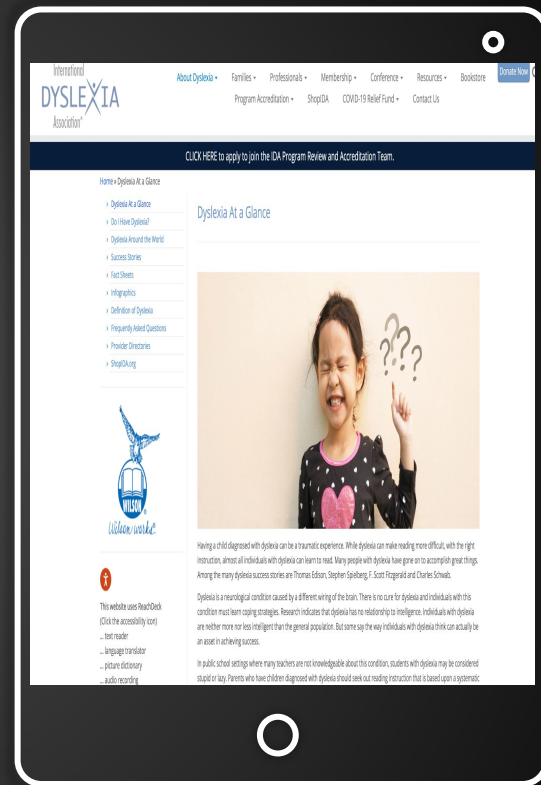 International
DYSLEXIA
Association®
About Dyslexia
Families
Professionals
Membership
Conference
Resources
Bookstore
Donate Now
Program Accreditation
ShopIDA
COVID-19 Relief Fund
Contact Us
CLICK HERE to apply to join the IDA Program Review and Accreditation Team.
Home » Dyslexia At a Glance
Dyslexia At a Glance
Do I Have Dyslexia?
Dyslexia Around the World
Success Stories
Fact Sheets
Infographics
Definition of Dyslexia
Frequently Asked Questions
Provider Directories
ShopIDA.org
WILSON
Wilson works.®
This website uses ReachDeck
(Click the accessibility icon)
... text reader
... language translator
... picture dictionary
... audio recording
Dyslexia At a Glance
????
Having a child diagnosed with dyslexia can be a traumatic experience. While dyslexia can make reading more difficult, with the right
instruction, almost all individuals with dyslexia can learn to read. Many people with dyslexia have gone on to accomplish great things.
Among the many dyslexia success stories are Thomas Edison, Stephen Spielberg, F. Scott Fitzgerald and Charles Schwab.
Dyslexia is a neurological condition caused by a different wiring of the brain. There is no cure for dyslexia and individuals with this
condition must learn coping strategies. Research indicates that dyslexia has no relationship to intelligence. Individuals with dyslexia
are neither more nor less intelligent than the general population. But some say the way individuals with dyslexia think can actually be
an asset in achieving success.
In public school settings where many teachers are not knowledgeable about this condition, students with dyslexia may be considered
stupid or lazy. Parents who have children diagnosed with dyslexia should seek out reading instruction that is based upon a systematic